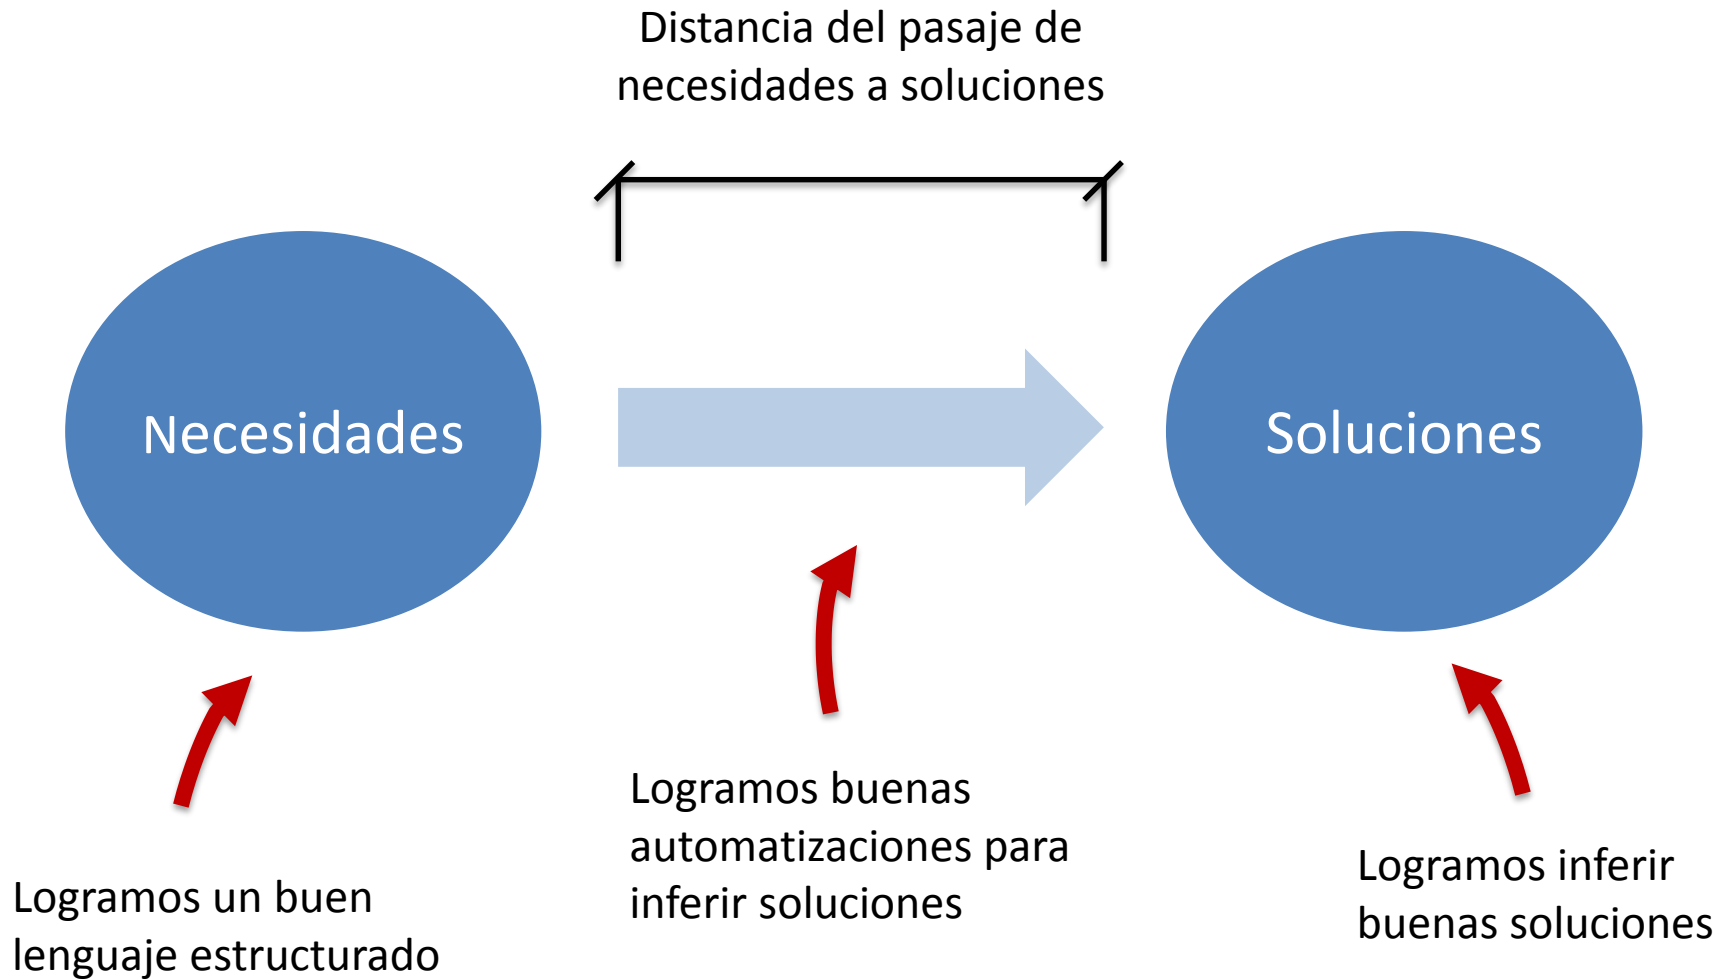 Distancia del pasaje de
necesidades a soluciones
Necesidades
Soluciones
Logramos un buen
lenguaje estructurado
Logramos buenas
automatizaciones para
inferir soluciones
Logramos inferir
buenas soluciones